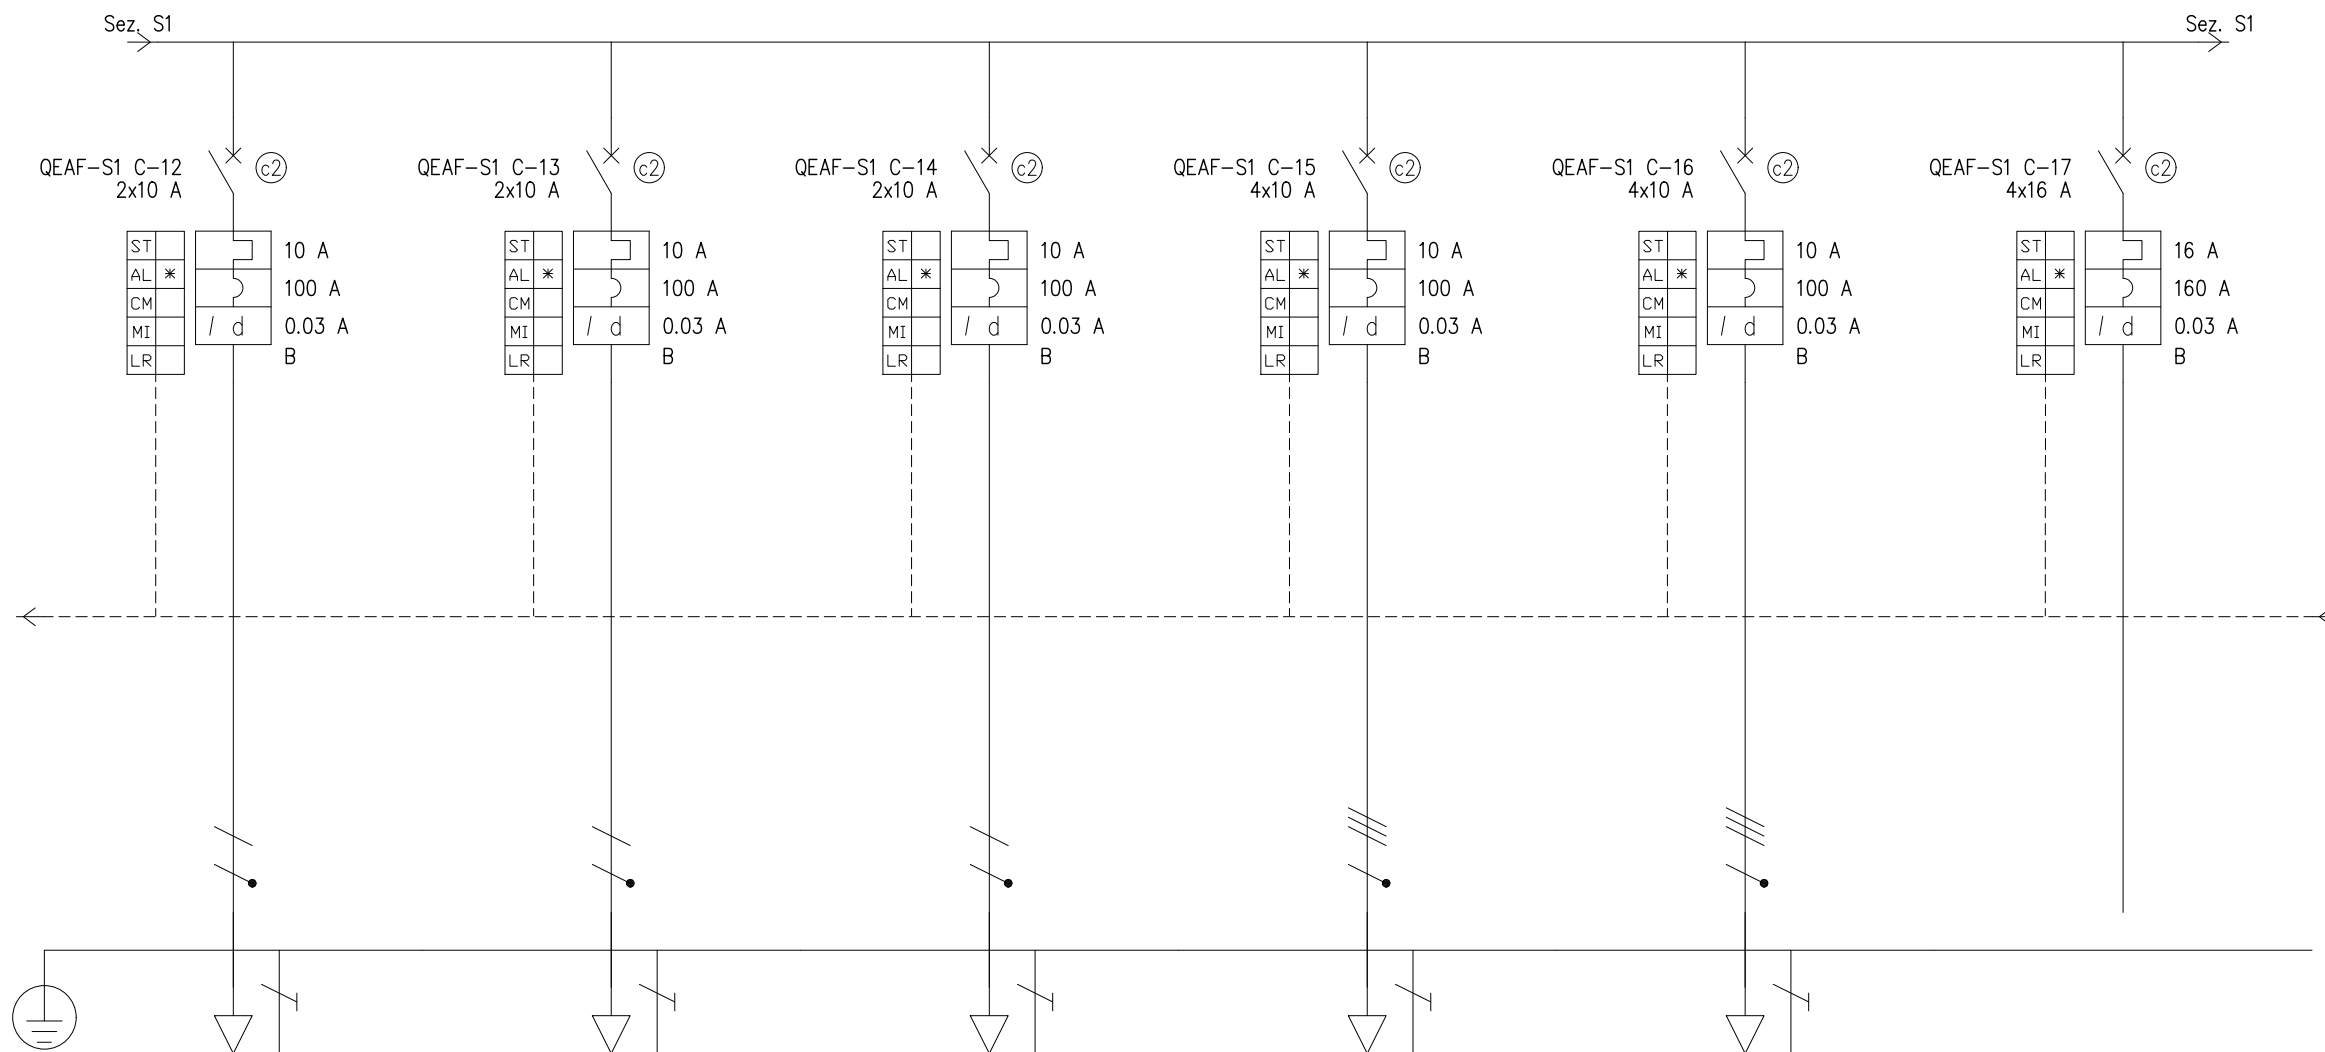 Sez. S1
Sez. S1
QEAF-S1 C-12
2x10 A
c2
ST
AL *
CM
MI
LR
I d
10 A
100 A
0.03 A
B
QEAF-S1 C-13
2x10 A
c2
ST
AL *
CM
MI
LR
I d
10 A
100 A
0.03 A
B
QEAF-S1 C-14
2x10 A
c2
ST
AL *
CM
MI
LR
I d
10 A
100 A
0.03 A
B
QEAF-S1 C-15
4x10 A
c2
ST
AL *
CM
MI
LR
I d
10 A
100 A
0.03 A
B
QEAF-S1 C-16
4x10 A
c2
ST
AL *
CM
MI
LR
I d
10 A
100 A
0.03 A
B
QEAF-S1 C-17
4x16 A
c2
ST
AL *
CM
MI
LR
I d
16 A
160 A
0.03 A
B